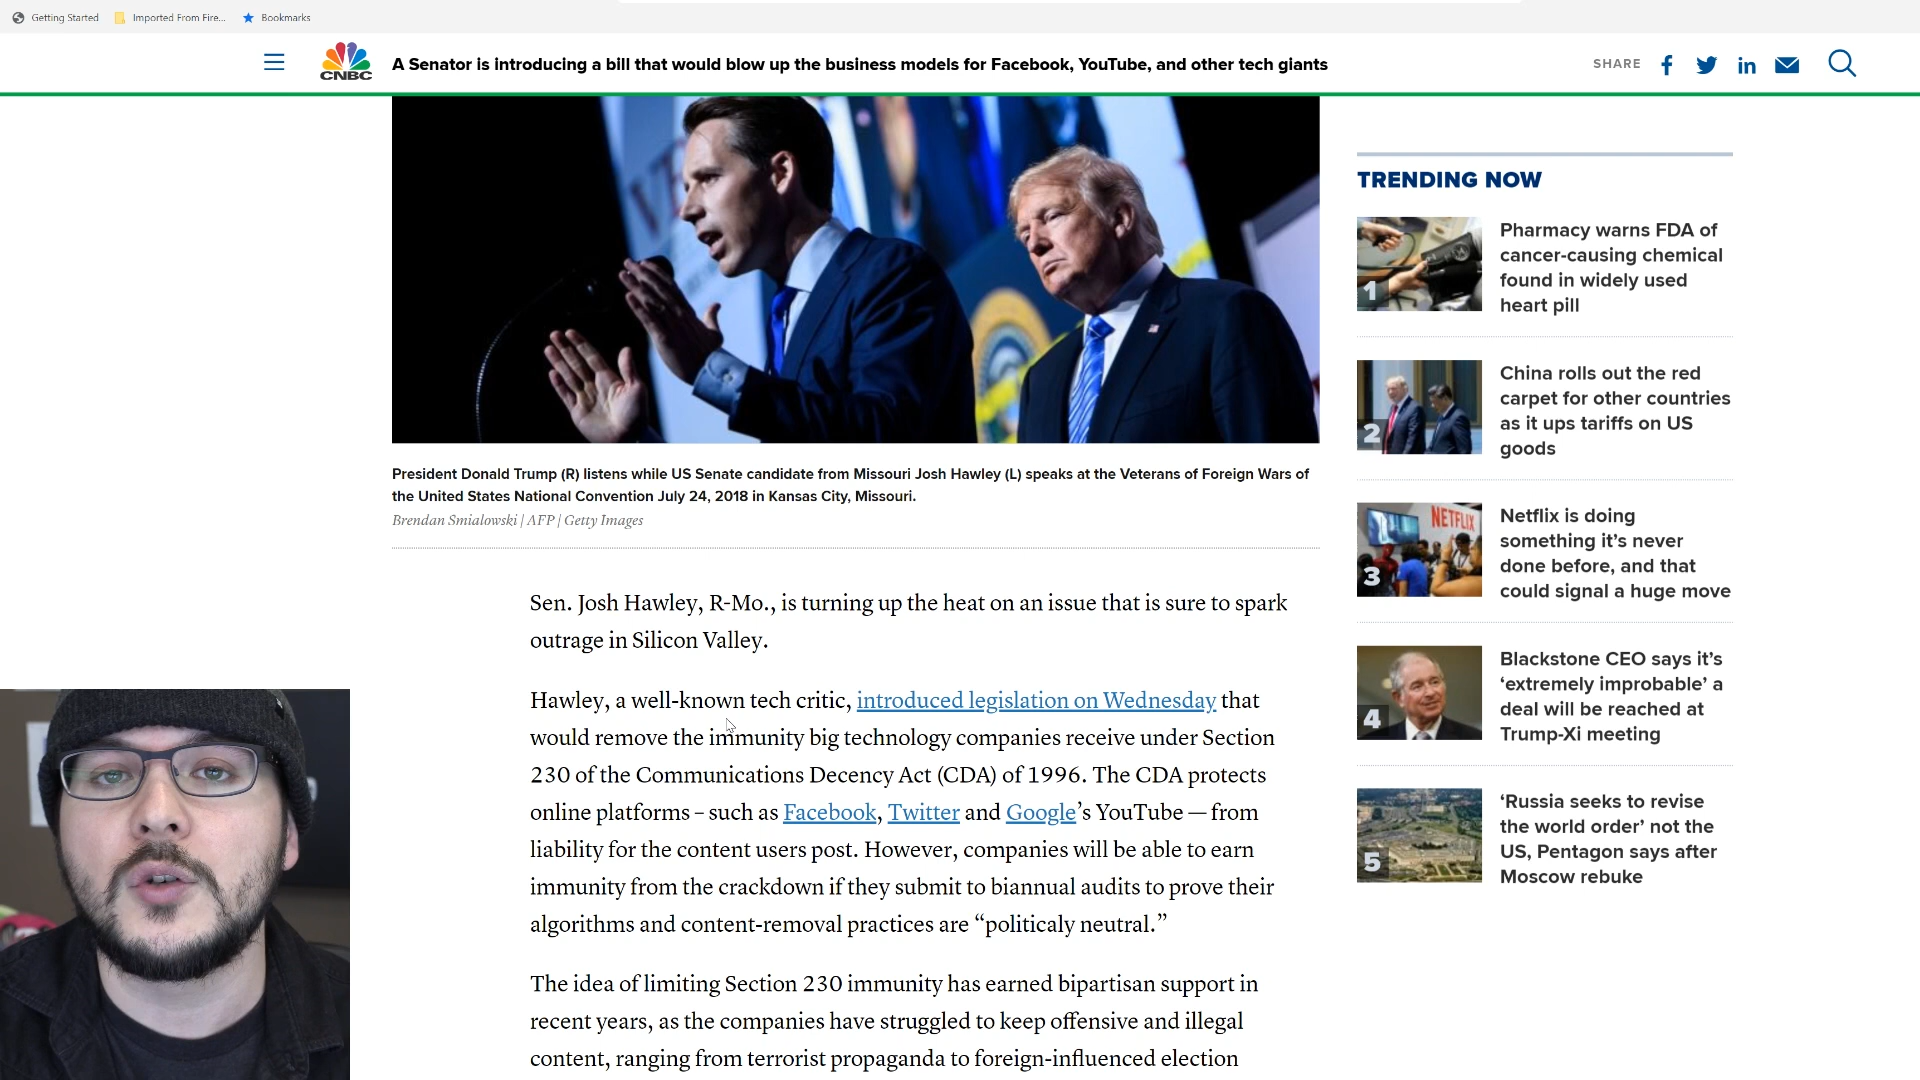 Getting Started
Imported From Fire...
Bookmarks
CNBC
A Senator is introducing a bill that would blow up the business models for Facebook, YouTube, and other tech giants
SHARE
President Donald Trump (R) listens while US Senate candidate from Missouri Josh Hawley (L) speaks at the Veterans of Foreign Wars of
the United States National Convention July 24, 2018 in Kansas City, Missouri.
Brendan Smialowski | AFP | Getty Images
Sen. Josh Hawley, R-Mo., is turning up the heat on an issue that is sure to spark
outrage in Silicon Valley.
Hawley, a well-known tech critic, introduced legislation on Wednesday that
would remove the immunity big technology companies receive under Section
230 of the Communications Decency Act (CDA) of 1996. The CDA protects
online platforms – such as Facebook, Twitter and Google’s YouTube — from
liability for the content users post. However, companies will be able to earn
immunity from the crackdown if they submit to biannual audits to prove their
algorithms and content-removal practices are “politicaly neutral.”
The idea of limiting Section 230 immunity has earned bipartisan support in
recent years, as the companies have struggled to keep offensive and illegal
content, ranging from terrorist propaganda to foreign-influenced election
TRENDING NOW
1
Pharmacy warns FDA of
cancer-causing chemical
found in widely used
heart pill
2
China rolls out the red
carpet for other countries
as it ups tariffs on US
goods
NETFLIX
3
Netflix is doing
something it’s never
done before, and that
could signal a huge move
4
Blackstone CEO says it’s
‘extremely improbable’ a
deal will be reached at
Trump-Xi meeting
5
‘Russia seeks to revise
the world order’ not the
US, Pentagon says after
Moscow rebuke